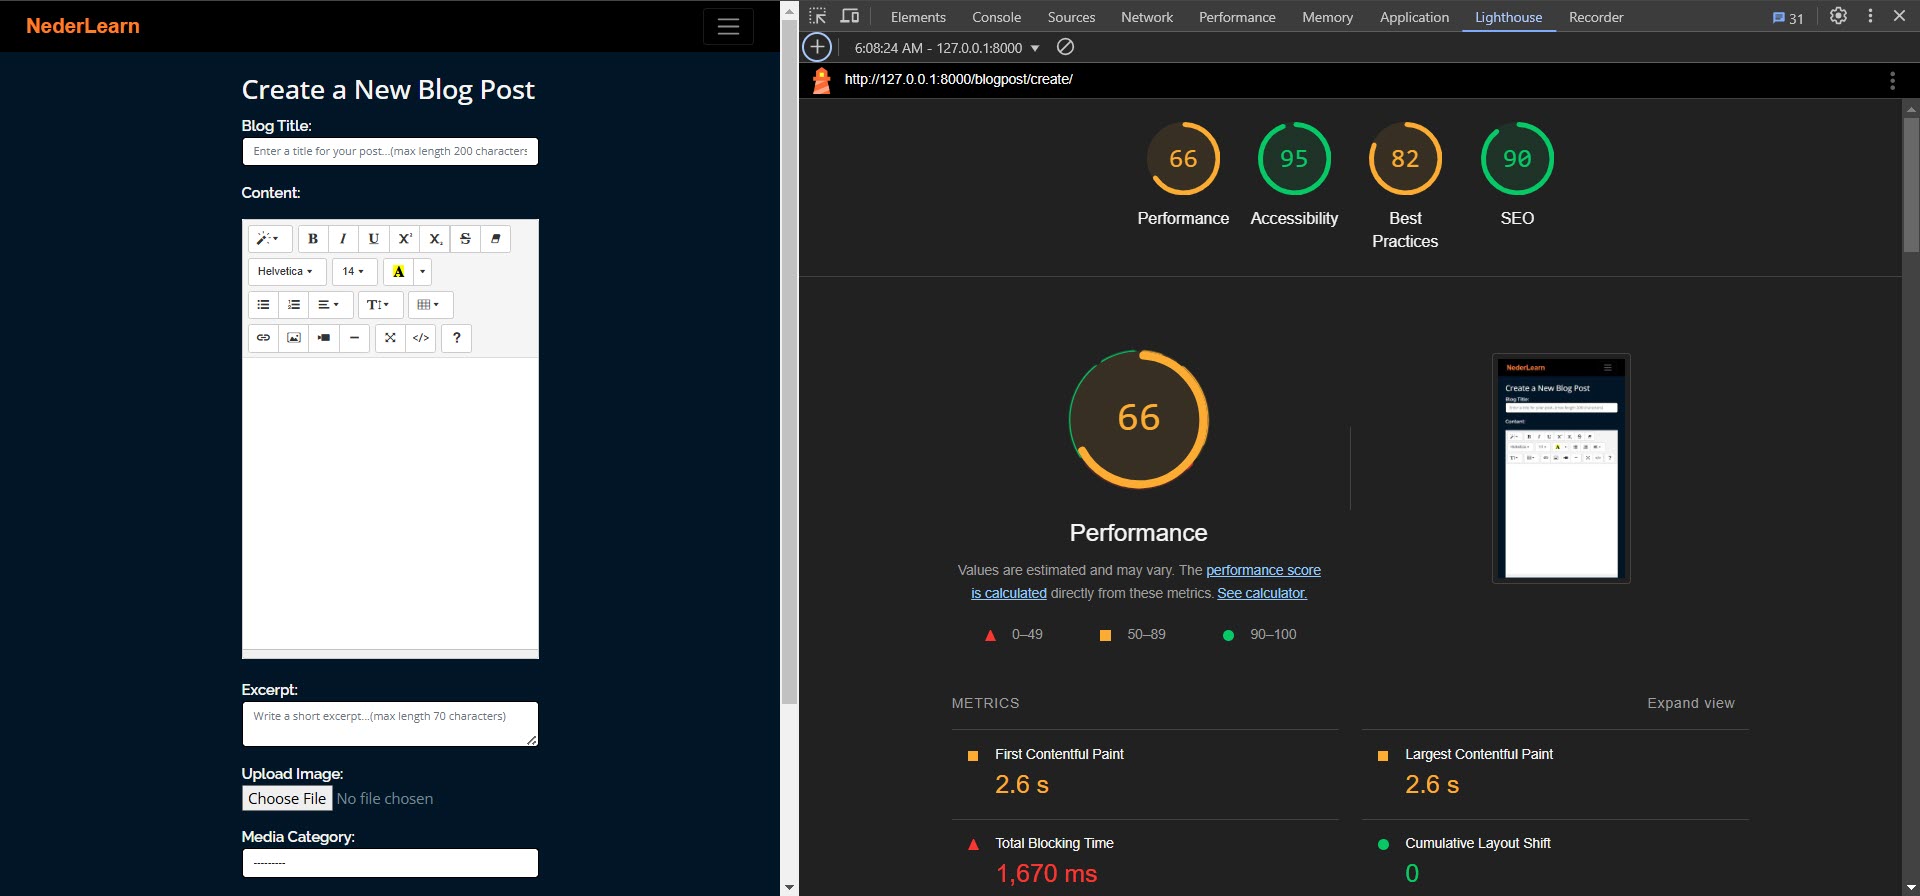 NederLearn
Create a New Blog Post
Blog Title:
Enter a title for your post...(max length 200 characters
Content:
B I U X² X₂ S
Helvetica 14 A
T
</> ?
Excerpt:
Write a short excerpt...(max length 70 characters)
Upload Image:
Choose File No file chosen
Media Category:
---------
Elements Console Sources Network Performance Memory Application Lighthouse Recorder 31
6:08:24 AM - 127.0.0.1:8000
http://127.0.0.1:8000/blogpost/create/
66 95 82 90
Performance Accessibility Best Practices SEO
66
Performance
Values are estimated and may vary. The performance score
is calculated directly from these metrics. See calculator.
0–49 50–89 90–100
NederLearn
Create a New Blog Post
Blog Title:
Content:
METRICS Expand view
First Contentful Paint
2.6 s
Largest Contentful Paint
2.6 s
Total Blocking Time
1,670 ms
Cumulative Layout Shift
0